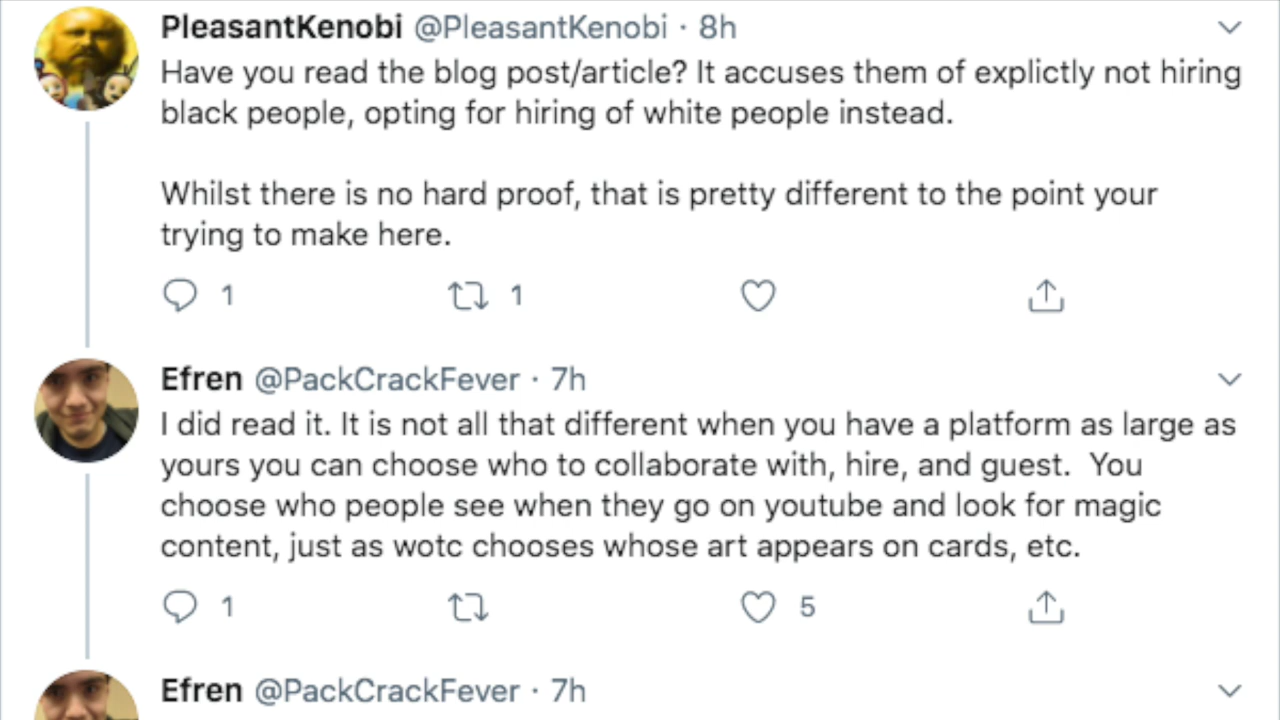 PleasantKenobi @PleasantKenobi · 8h
Have you read the blog post/article? It accuses them of explictly not hiring
black people, opting for hiring of white people instead.
Whilst there is no hard proof, that is pretty different to the point your
trying to make here.
1 1
Efren @PackCrackFever · 7h
I did read it. It is not all that different when you have a platform as large as
yours you can choose who to collaborate with, hire, and guest.  You
choose who people see when they go on youtube and look for magic
content, just as wotc chooses whose art appears on cards, etc.
1 5
Efren @PackCrackFever · 7h